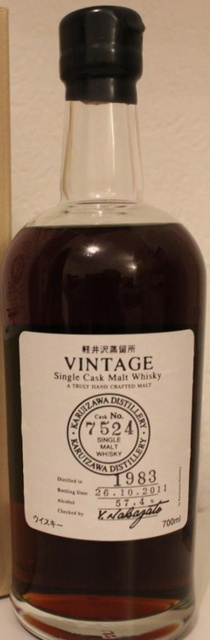 軽井沢蒸留所
VINTAGE
Single Cask Malt Whisky
A TRULY HAND CRAFTED MALT
KARUIZAWA DISTILLERY
Cask No.
7524
SINGLE
MALT
WHISKY
KARUIZAWA DISTILLERY
Distilled in 1983
Bottling Date 26.10.2011
Alcohol 57.4%
Checked by Y. Nakazato
ウイスキー 700ml